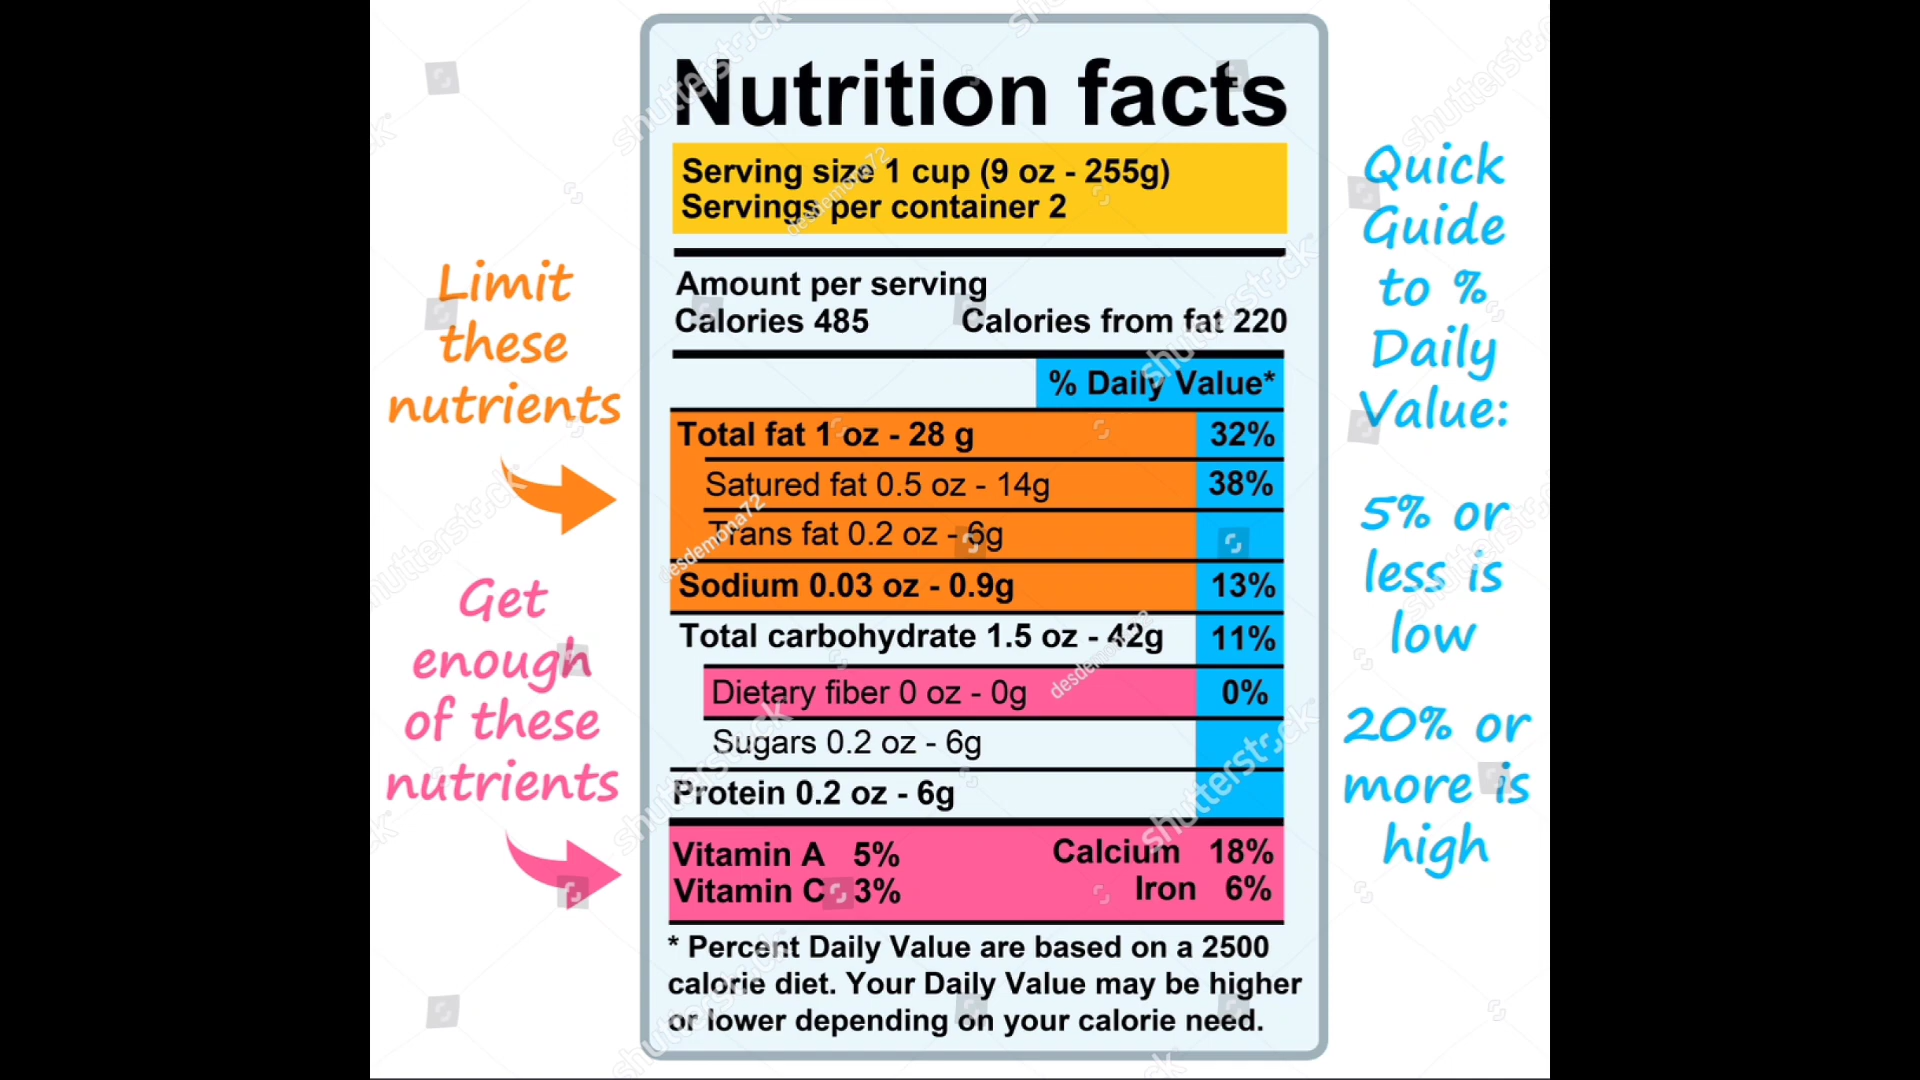 Nutrition facts
Serving size 1 cup (9 oz - 255g)
Servings per container 2
Amount per serving
Calories 485 Calories from fat 220
% Daily Value*
Total fat 1 oz - 28 g 32%
Satured fat 0.5 oz - 14g 38%
Trans fat 0.2 oz - 6g
Sodium 0.03 oz - 0.9g 13%
Total carbohydrate 1.5 oz - 42g 11%
Dietary fiber 0 oz - 0g 0%
Sugars 0.2 oz - 6g
Protein 0.2 oz - 6g
Vitamin A 5% Calcium 18%
Vitamin C 3% Iron 6%
* Percent Daily Value are based on a 2500
calorie diet. Your Daily Value may be higher
or lower depending on your calorie need.
Limit
these
nutrients
Get
enough
of these
nutrients
Quick
Guide
to %
Daily
Value:
5% or
less is
low
20% or
more is
high
shutterstock
desdemona72